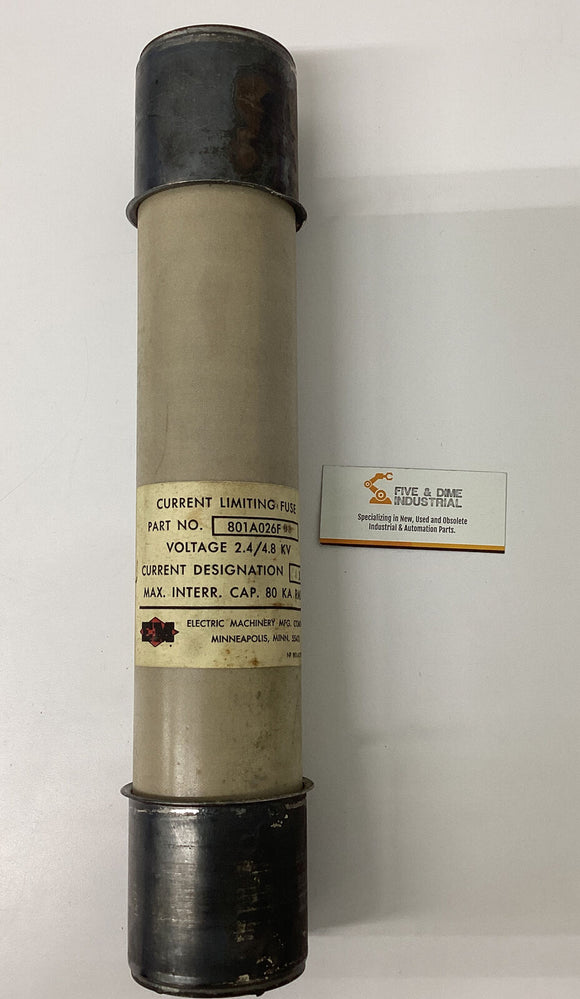 CURRENT LIMITING FUSE
PART NO. 801A026F
VOLTAGE 2.4/4.8 KV
CURRENT DESIGNATION
MAX. INTERR. CAP. 80 KA
EM
ELECTRIC MACHINERY MFG.
MINNEAPOLIS, MINN.
FIVE & DIME
INDUSTRIAL
Specializing in New, Used and Obsolete
Industrial & Automation Parts.